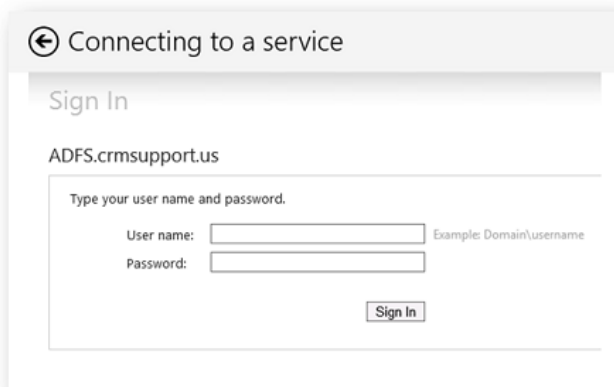 Connecting to a service
Sign In
ADFS.crmsupport.us
Type your user name and password.
User name: Example: Domain\username
Password:
Sign In